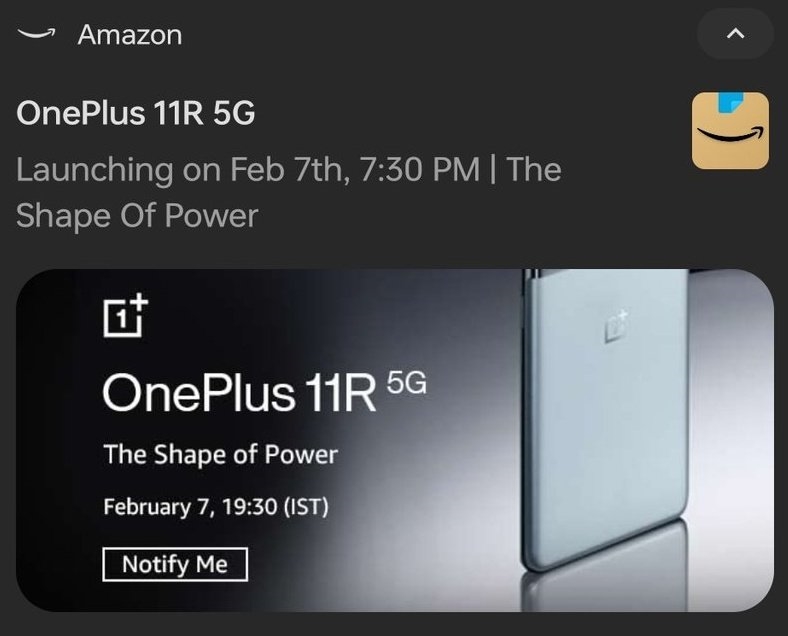 Amazon
OnePlus 11R 5G
Launching on Feb 7th, 7:30 PM | The
Shape Of Power
1+
OnePlus 11R 5G
The Shape of Power
February 7, 19:30 (IST)
Notify Me